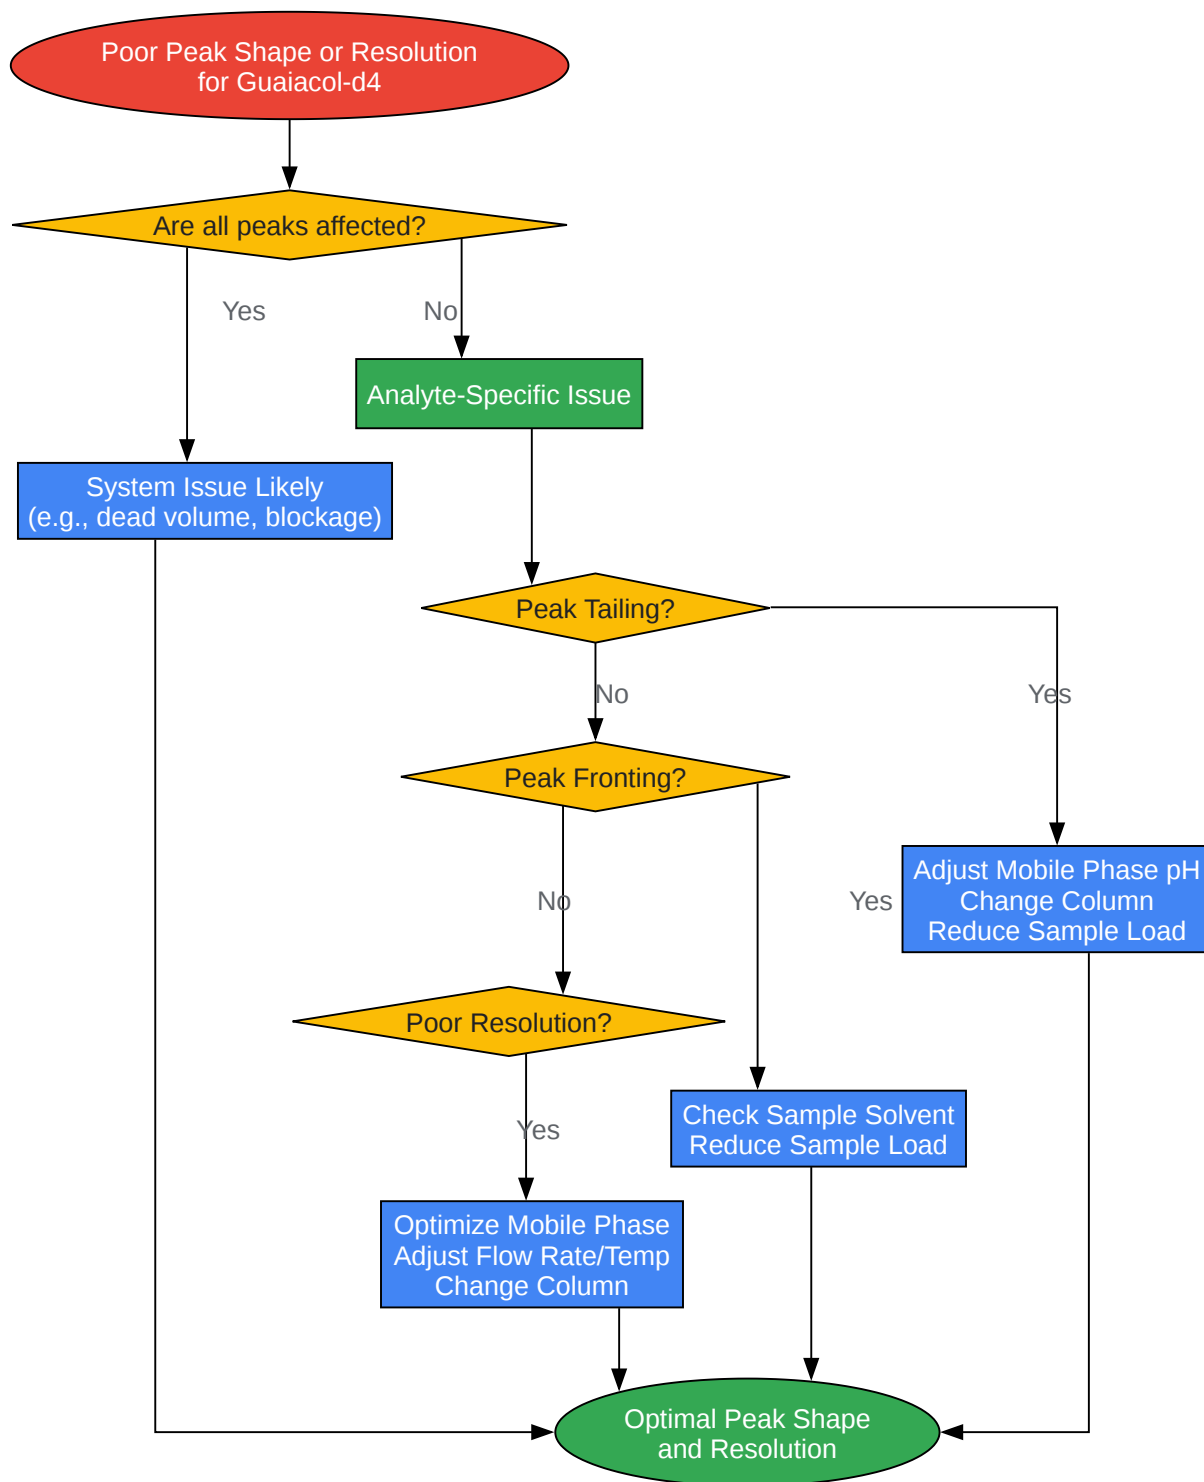 Poor Peak Shape or Resolution
for Guaiacol-d4
Are all peaks affected?
Yes
No
Analyte-Specific Issue
System Issue Likely
(e.g., dead volume, blockage)
Peak Tailing?
No
Yes
Peak Fronting?
Adjust Mobile Phase pH
Change Column
Reduce Sample Load
No
Yes
Poor Resolution?
Check Sample Solvent
Reduce Sample Load
Yes
Optimize Mobile Phase
Adjust Flow Rate/Temp
Change Column
Optimal Peak Shape
and Resolution